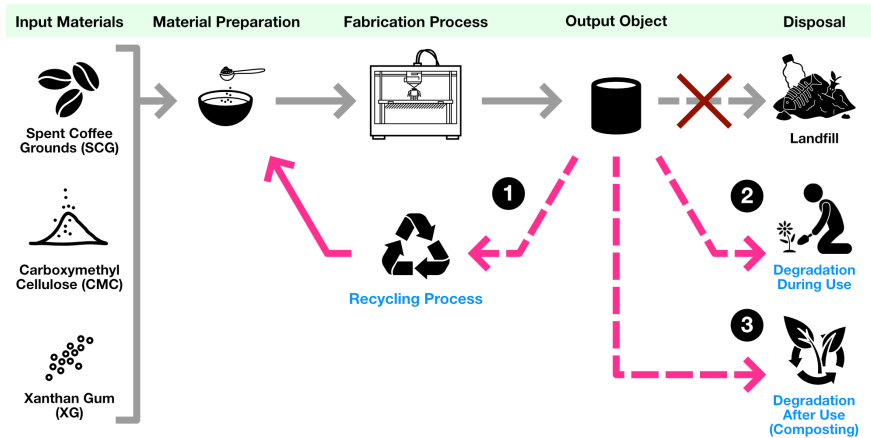 Input Materials
Material Preparation
Fabrication Process
Output Object
Disposal
Spent Coffee
Grounds (SCG)
Landfill
1
2
Carboxymethyl
Cellulose (CMC)
Recycling Process
Degradation
During Use
3
Xanthan Gum
(XG)
Degradation
After Use
(Composting)